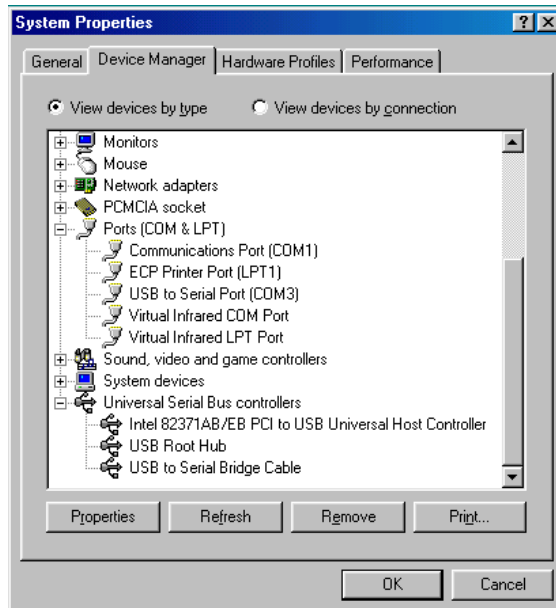 System Properties
General Device Manager Hardware Profiles Performance
View devices by type View devices by connection
Monitors
Mouse
Network adapters
PCMCIA socket
Ports (COM & LPT)
Communications Port (COM1)
ECP Printer Port (LPT1)
USB to Serial Port (COM3)
Virtual Infrared COM Port
Virtual Infrared LPT Port
Sound, video and game controllers
System devices
Universal Serial Bus controllers
Intel 82371AB/EB PCI to USB Universal Host Controller
USB Root Hub
USB to Serial Bridge Cable
Properties Refresh Remove Print...
OK Cancel